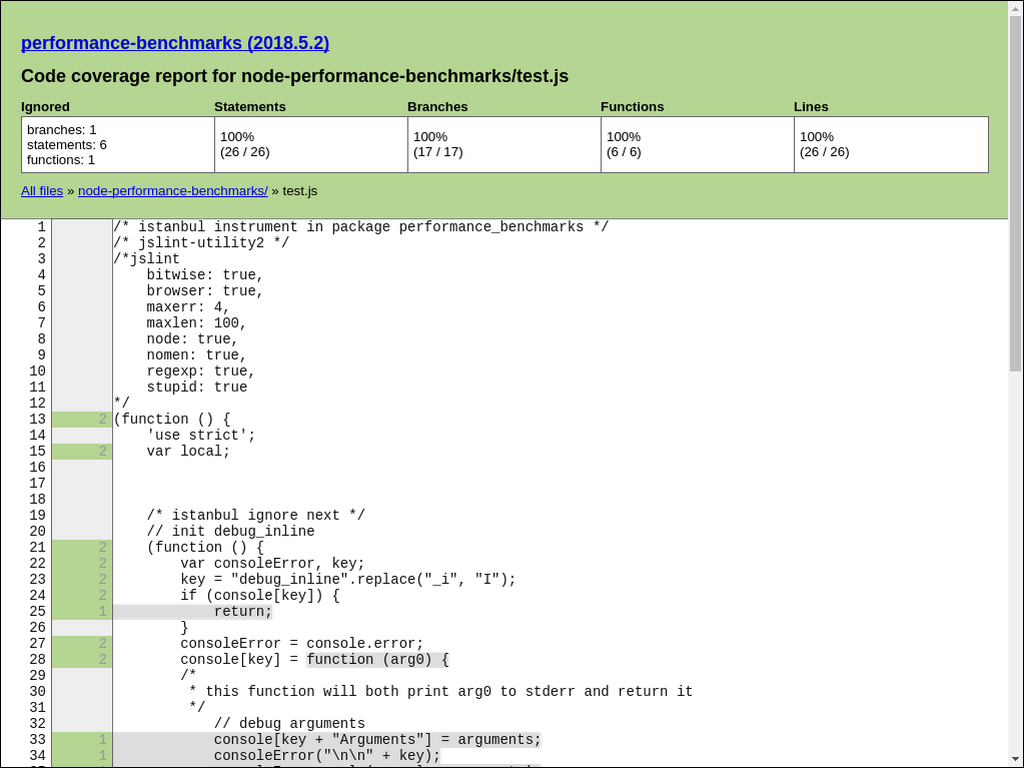 performance-benchmarks (2018.5.2)
Code coverage report for node-performance-benchmarks/test.js
Ignored Statements Branches Functions Lines
branches: 1
statements: 6
functions: 1
100%
(26 / 26)
100%
(17 / 17)
100%
(6 / 6)
100%
(26 / 26)
All files » node-performance-benchmarks/ » test.js
1 /* istanbul instrument in package performance_benchmarks */
2 /* jslint-utility2 */
3 /*jslint
4     bitwise: true,
5     browser: true,
6     maxerr: 4,
7     maxlen: 100,
8     node: true,
9     nomen: true,
10     regexp: true,
11     stupid: true
12 */
13 2 (function () {
14     'use strict';
15 2     var local;
16
17
18
19     /* istanbul ignore next */
20     // init debug_inline
21 2     (function () {
22 2         var consoleError, key;
23 2         key = "debug_inline".replace("_i", "I");
24 2         if (console[key]) {
25 1             return;
26         }
27 2         consoleError = console.error;
28 2         console[key] = function (arg0) {
29         /*
30          * this function will both print arg0 to stderr and return it
31          */
32             // debug arguments
33 1             console[key + "Arguments"] = arguments;
34 1             consoleError("\n\n" + key);